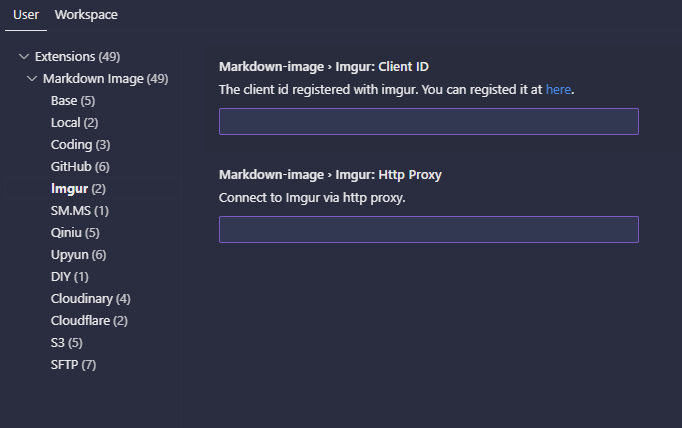 User Workspace
Extensions (49)
Markdown Image (49)
Base (5)
Local (2)
Coding (3)
GitHub (6)
Imgur (2)
SM.MS (1)
Qiniu (5)
Upyun (6)
DIY (1)
Cloudinary (4)
Cloudflare (2)
S3 (5)
SFTP (7)
Markdown-image › Imgur: Client ID
The client id registered with imgur. You can registed it at here.
Markdown-image › Imgur: Http Proxy
Connect to Imgur via http proxy.